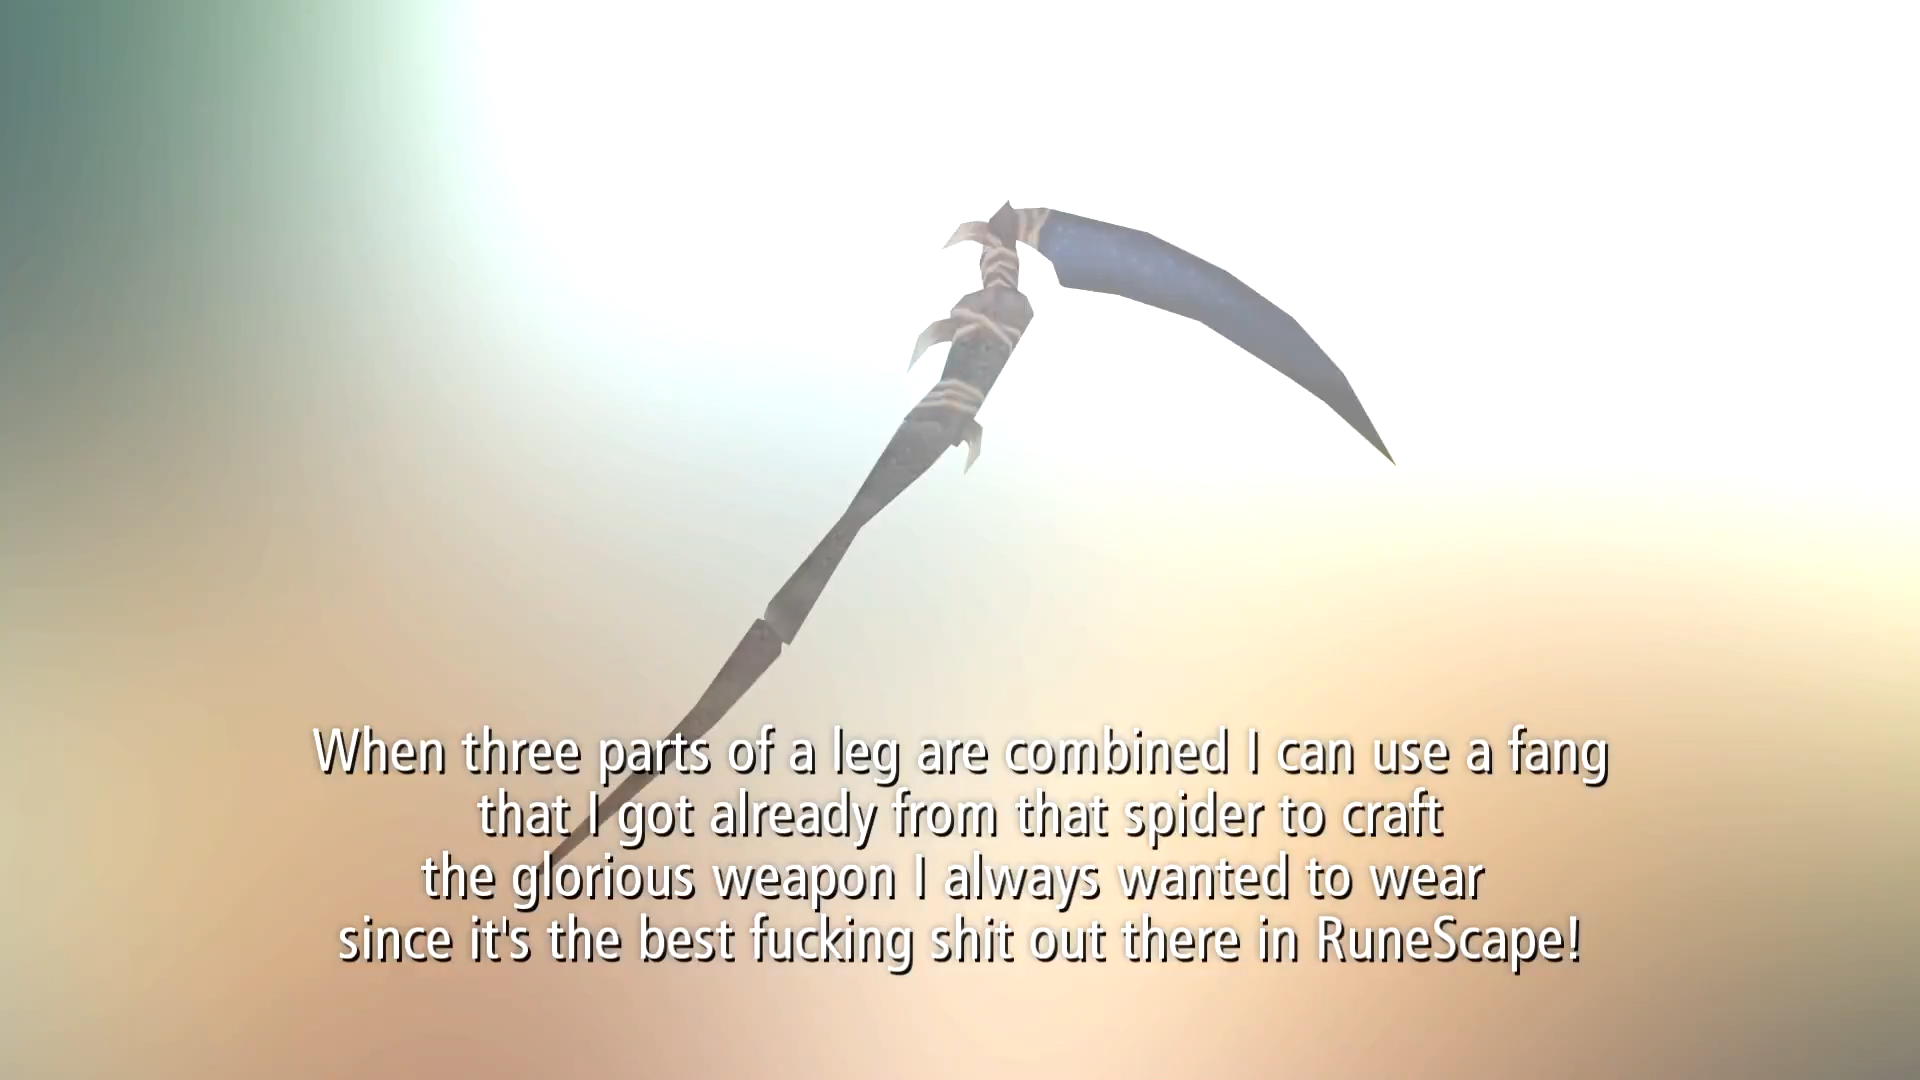 When three parts of a leg are combined I can use a fang
that I got already from that spider to craft
the glorious weapon I always wanted to wear
since it's the best fucking shit out there in RuneScape!